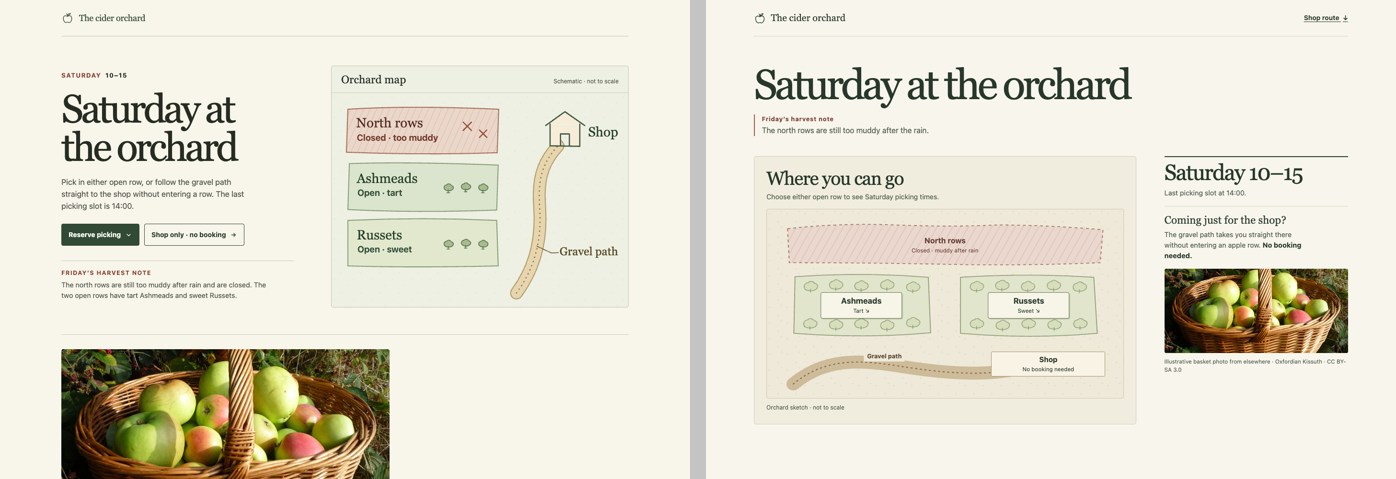 The cider orchard
SATURDAY 10–15
Saturday at
the orchard
Pick in either open row, or follow the gravel path
straight to the shop without entering a row. The last
picking slot is 14:00.
Reserve picking
Shop only · no booking →
FRIDAY'S HARVEST NOTE
The north rows are still too muddy after rain and are closed. The
two open rows have tart Ashmeads and sweet Russets.
Orchard map
Schematic · not to scale
North rows
Closed · too muddy
Ashmeads
Open · tart
Russets
Open · sweet
Shop
Gravel path
The cider orchard
Shop route ↓
Saturday at the orchard
Friday's harvest note
The north rows are still too muddy after the rain.
Where you can go
Choose either open row to see Saturday picking times.
North rows
Closed · muddy after rain
Ashmeads
Tart ↘
Russets
Sweet ↘
Gravel path
Shop
No booking needed
Orchard sketch · not to scale
Saturday 10–15
Last picking slot at 14:00.
Coming just for the shop?
The gravel path takes you straight there
without entering an apple row. No booking
needed.
Illustrative basket photo from elsewhere · Oxfordian Kissuth · CC BY-
SA 3.0